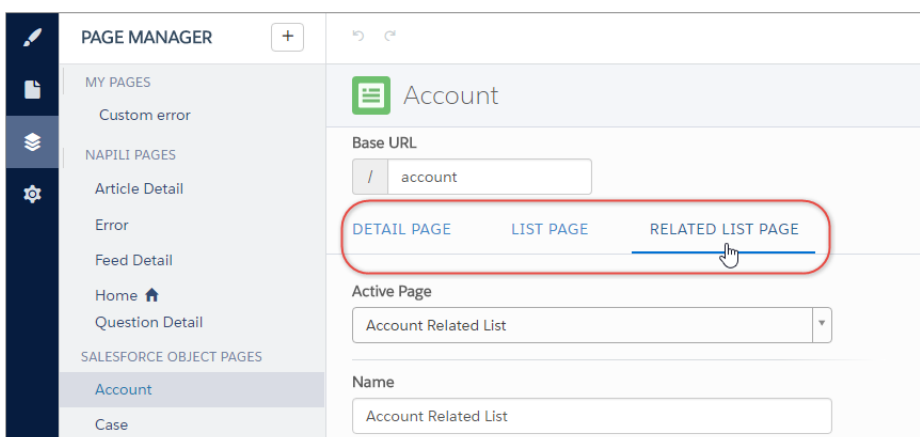 PAGE MANAGER
+
MY PAGES
Custom error
NAPILI PAGES
Article Detail
Error
Feed Detail
Home
Question Detail
SALESFORCE OBJECT PAGES
Account
Case
Account
Base URL
/ account
DETAIL PAGE LIST PAGE RELATED LIST PAGE
Active Page
Account Related List
Name
Account Related List